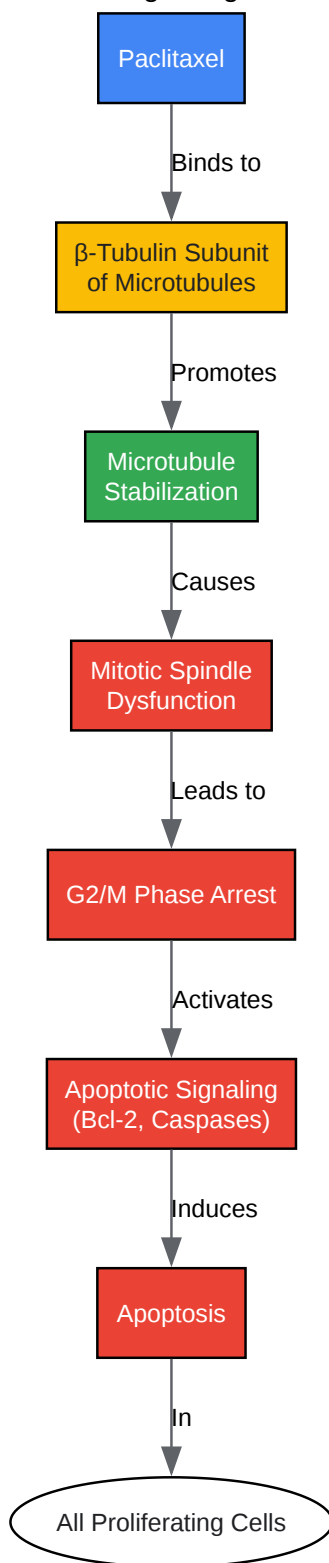 Paclitaxel
Binds to
β-Tubulin Subunit
of Microtubules
Promotes
Microtubule
Stabilization
Causes
Mitotic Spindle
Dysfunction
Leads to
G2/M Phase Arrest
Activates
Apoptotic Signaling
(Bcl-2, Caspases)
Induces
Apoptosis
In
All Proliferating Cells